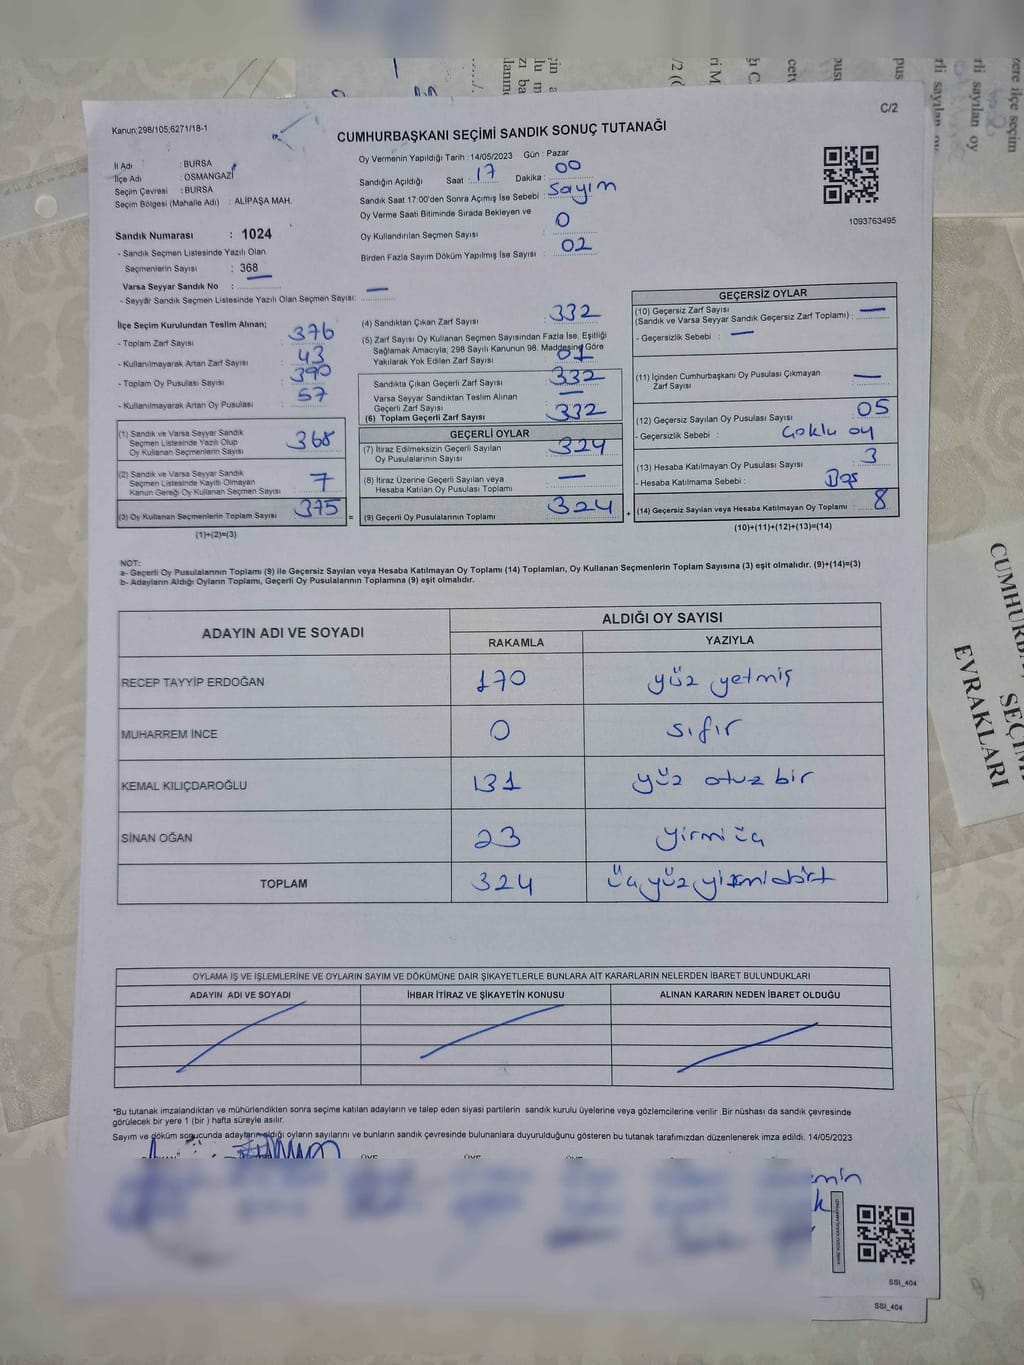 C/2
Kanun:298/105;6271/18-1
CUMHURBAŞKANI SEÇİMİ SANDIK SONUÇ TUTANAĞI
İl Adı : BURSA
İlçe Adı : OSMANGAZİ
Seçim Çevresi : BURSA
Seçim Bölgesi (Mahalle Adı) : ALİPAŞA MAH.
Sandık Numarası : 1024
- Sandık Seçmen Listesinde Yazılı Olan
Seçmenlerin Sayısı : 368
Varsa Seyyar Sandık No : —
- Seyyar Sandık Seçmen Listesinde Yazılı Olan Seçmen Sayısı: —
Oy Vermenin Yapıldığı Tarih : 14/05/2023 Gün : Pazar
Sandığın Açıldığı Saat : 17 Dakika : 00
Sandık Saat 17:00'den Sonra Açımış İse Sebebi : Sayım
Oy Verme Saati Bitiminde Sırada Bekleyen ve
Oy Kullandırılan Seçmen Sayısı : 0
Birden Fazla Sayım Döküm Yapılmış İse Sayısı : 02
1093763495
İlçe Seçim Kurulundan Teslim Alınan;
- Toplam Zarf Sayısı : 376
- Kullanılmayarak Artan Zarf Sayısı : 43
- Toplam Oy Pusulası Sayısı : 390
- Kullanılmayarak Artan Oy Pusulası : 57
(1) Sandık ve Varsa Seyyar Sandık
Seçmen Listesinde Yazılı Olup
Oy Kullanan Seçmenlerin Sayısı 368
(2) Sandık ve Varsa Seyyar Sandık
Seçmen Listesinde Kayıtlı Olmayan
Kanun Gereği Oy Kullanan Seçmen Sayısı 7
(3) Oy Kullanan Seçmenlerin Toplam Sayısı 375 =
(1)+(2)=(3)
(4) Sandıktan Çıkan Zarf Sayısı : 332
(5) Zarf Sayısı Oy Kullanan Seçmen Sayısından Fazla İse, Eşitliği
Sağlamak Amacıyla; 298 Sayılı Kanunun 98. Maddesine Göre
Yakılarak Yok Edilen Zarf Sayısı : 01
Sandıkta Çıkan Geçerli Zarf Sayısı : 332
Varsa Seyyar Sandıktan Çıkan
Geçerli Zarf Sayısı : —
(6) Toplam Geçerli Zarf Sayısı : 332
GEÇERLİ OYLAR
(7) İtiraz Edilmeksizin Geçerli Sayılan
Oy Pusulalarının Sayısı : 324
(8) İtiraz Üzerine Geçerli Sayılan veya
Hesaba Katılan Oy Pusulası Toplamı : —
(9) Geçerli Oy Pusulalarının Toplamı 324 +
GEÇERSİZ OYLAR
(10) Geçersiz Zarf Sayısı
(Sandık ve Varsa Seyyar Sandık Geçersiz Zarf Toplamı) : —
- Geçersizlik Sebebi : —
(11) İçinden Cumhurbaşkanı Oy Pusulası Çıkmayan
Zarf Sayısı : —
(12) Geçersiz Sayılan Oy Pusulası Sayısı : 05
- Geçersizlik Sebebi : Çoklu oy
(13) Hesaba Katılmayan Oy Pusulası Sayısı : 3
- Hesaba Katılmama Sebebi : Boş
(14) Geçersiz Sayılan veya Hesaba Katılmayan Oy Toplamı : 8
(10)+(11)+(12)+(13)=(14)
NOT:
a- Geçerli Oy Pusulalarının Toplamı (9) ile Geçersiz Sayılan veya Hesaba Katılmayan Oy Toplamı (14) Toplamları, Oy Kullanan Seçmenlerin Toplam Sayısına (3) eşit olmalıdır. (9)+(14)=(3)
b- Adayların Aldığı Oyların Toplamı, Geçerli Oy Pusulalarının Toplamına (9) eşit olmalıdır.
ADAYIN ADI VE SOYADI ALDIĞI OY SAYISI
RAKAMLA YAZIYLA
RECEP TAYYİP ERDOĞAN 170 yüz yetmiş
MUHARREM İNCE 0 sıfır
KEMAL KILIÇDAROĞLU 131 yüz otuz bir
SİNAN OĞAN 23 yirmi üç
TOPLAM 324 üç yüz yirmi dört
OYLAMA İŞ VE İŞLEMLERİNE VE OYLARIN SAYIM VE DÖKÜMÜNE DAİR ŞİKAYETLERLE BUNLARA AİT KARARLARIN NELERDEN İBARET BULUNDUKLARI
ADAYIN ADI VE SOYADI İHBAR İTİRAZ VE ŞİKAYETİN KONUSU ALINAN KARARIN NEDEN İBARET OLDUĞU
*Bu tutanak imzalandıktan ve mühürlendikten sonra seçime katılan adayların ve talep eden siyasi partilerin sandık kurulu üyelerine veya gözlemcilerine verilir. Bir nüshası da sandık çevresinde
görülecek bir yere 1 (bir) hafta süreyle asılır.
Sayım ve döküm sonucunda adayların aldığı oyların sayılarını ve bunların sandık çevresinde bulunanlara duyurulduğunu gösteren bu tutanak tarafımızdan düzenlenerek imza edildi. 14/05/2023
SSI_404
SSI_404
EVRAKLARI